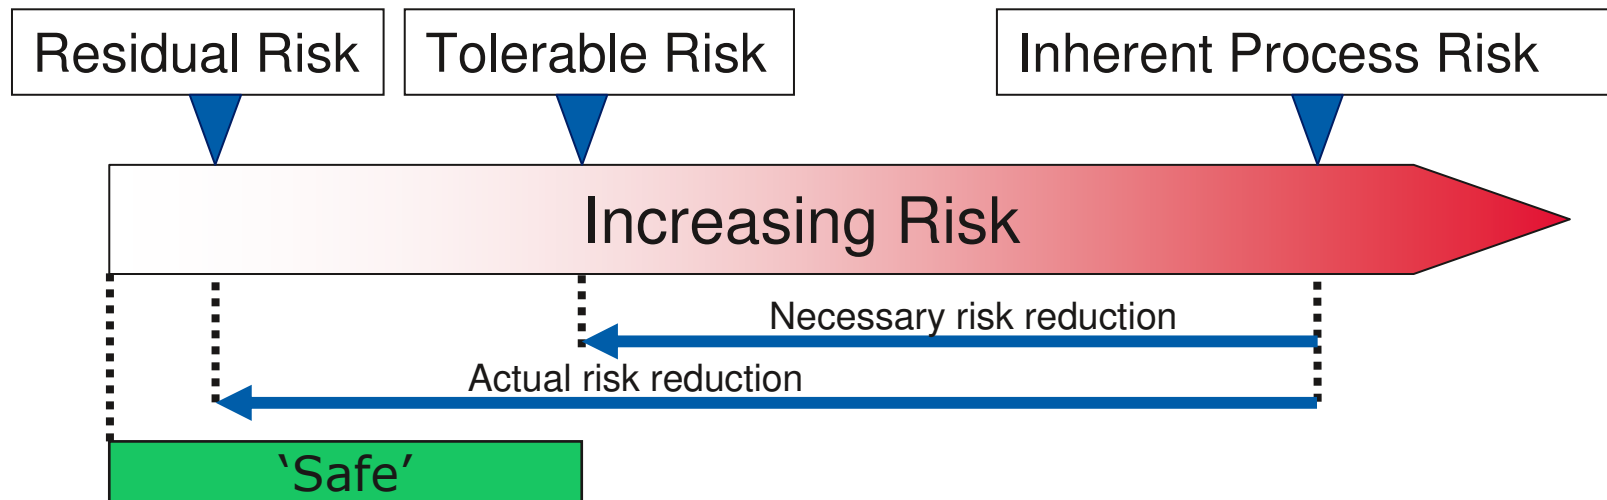 Residual Risk
Tolerable Risk
Inherent Process Risk
Increasing Risk
Necessary risk reduction
Actual risk reduction
‘Safe’